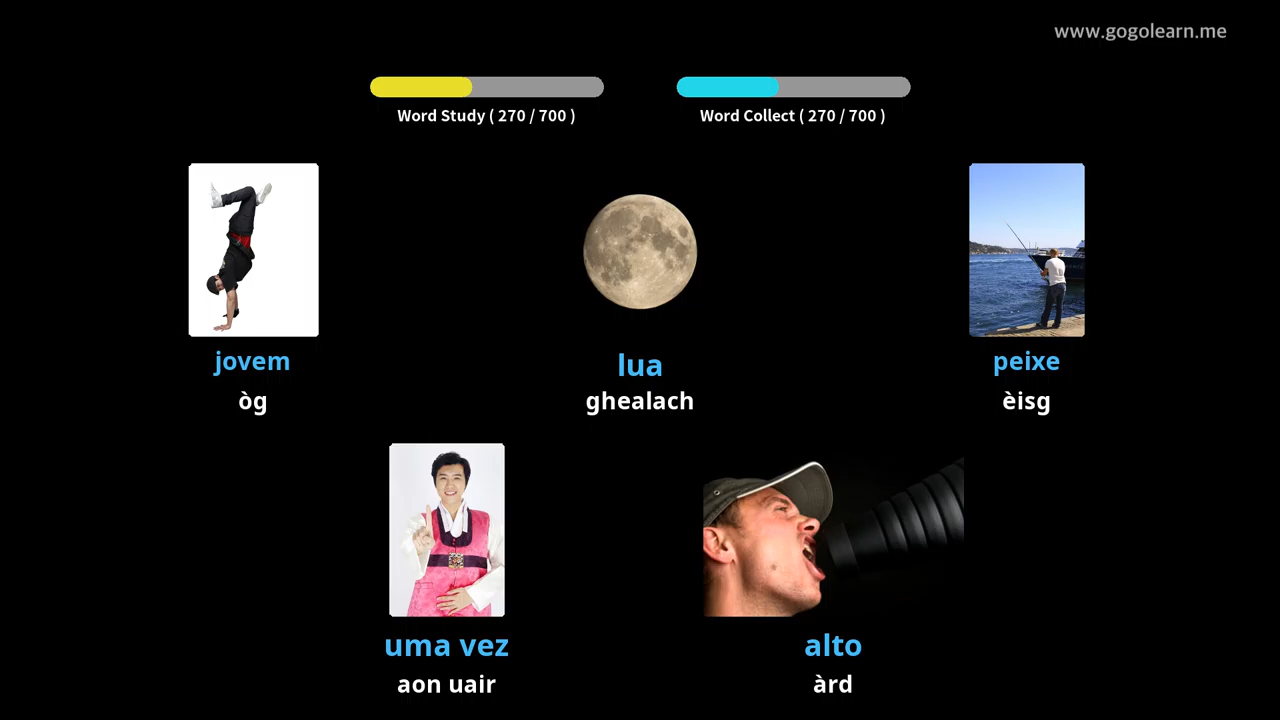 www.gogolearn.me
Word Study ( 270 / 700 )
Word Collect ( 270 / 700 )
jovem
òg
lua
ghealach
peixe
èisg
uma vez
aon uair
alto
àrd